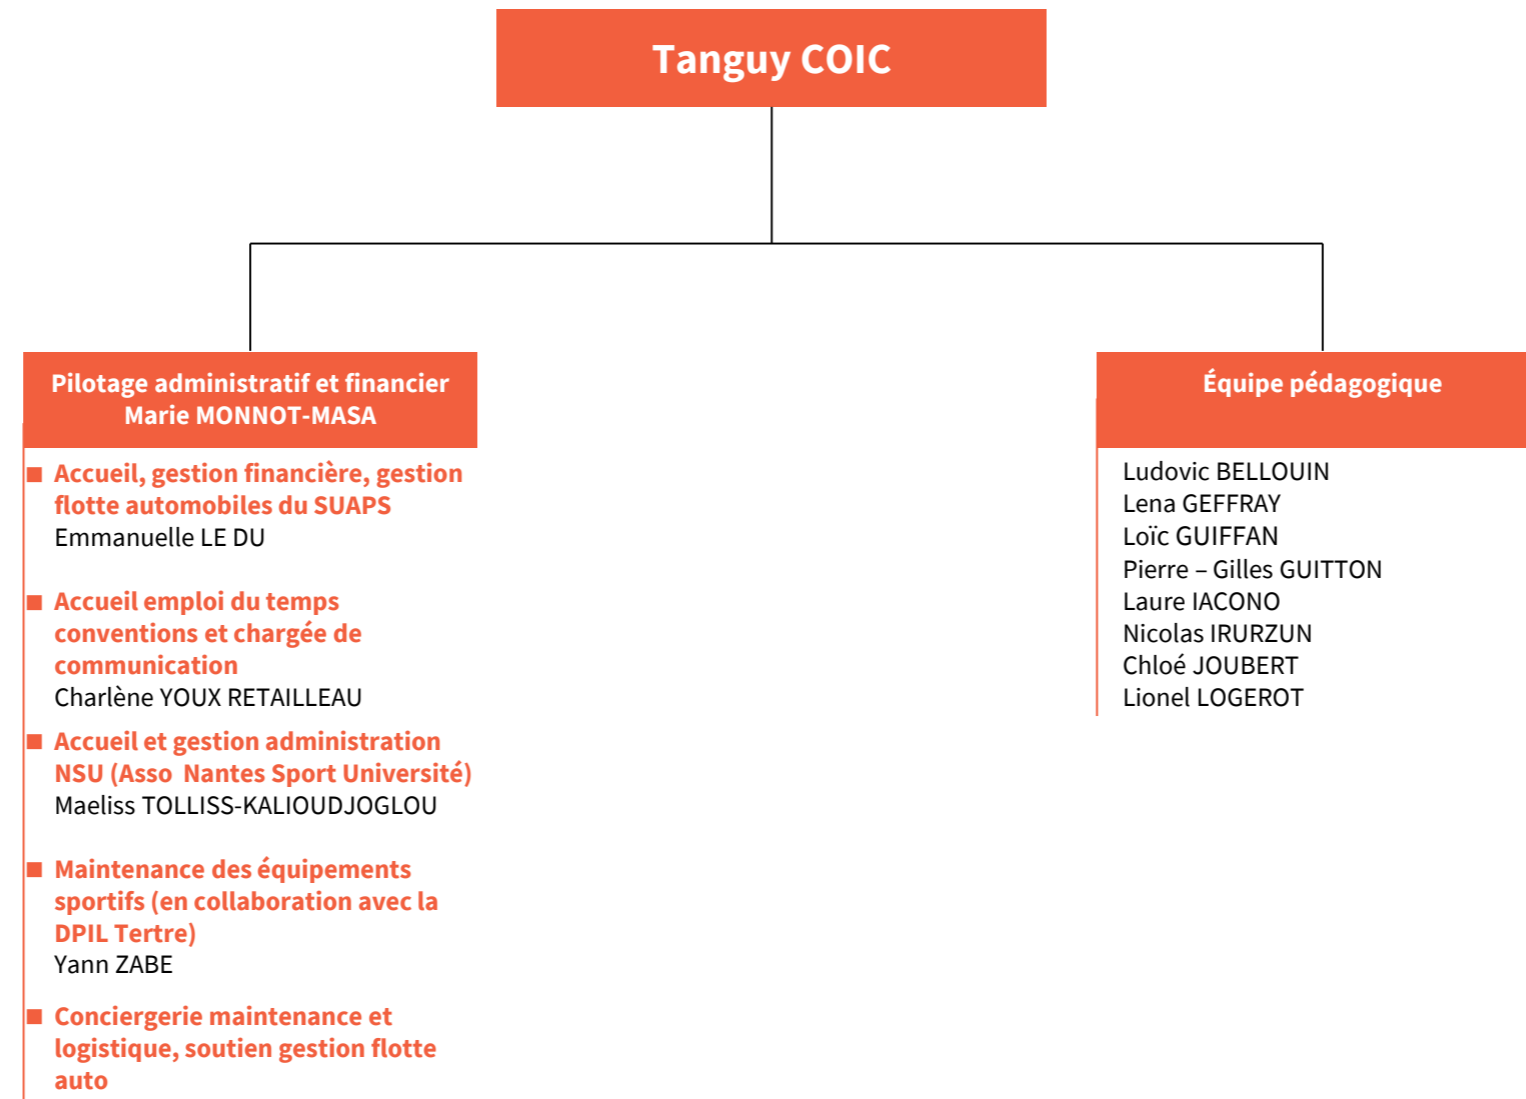 Tanguy COIC
Pilotage administratif et financier
Marie MONNOT-MASA
Accueil, gestion financière, gestion
flotte automobiles du SUAPS
Emmanuelle LE DU
Accueil emploi du temps
conventions et chargée de
communication
Charlène YOUX RETAILLEAU
Accueil et gestion administration
NSU (Asso  Nantes Sport Université)
Maeliss TOLLISS-KALIOUDJOGLOU
Maintenance des équipements
sportifs (en collaboration avec la
DPIL Tertre)
Yann ZABE
Conciergerie maintenance et
logistique, soutien gestion flotte
auto
Équipe pédagogique
Ludovic BELLOUIN
Lena GEFFRAY
Loïc GUIFFAN
Pierre – Gilles GUITTON
Laure IACONO
Nicolas IRURZUN
Chloé JOUBERT
Lionel LOGEROT